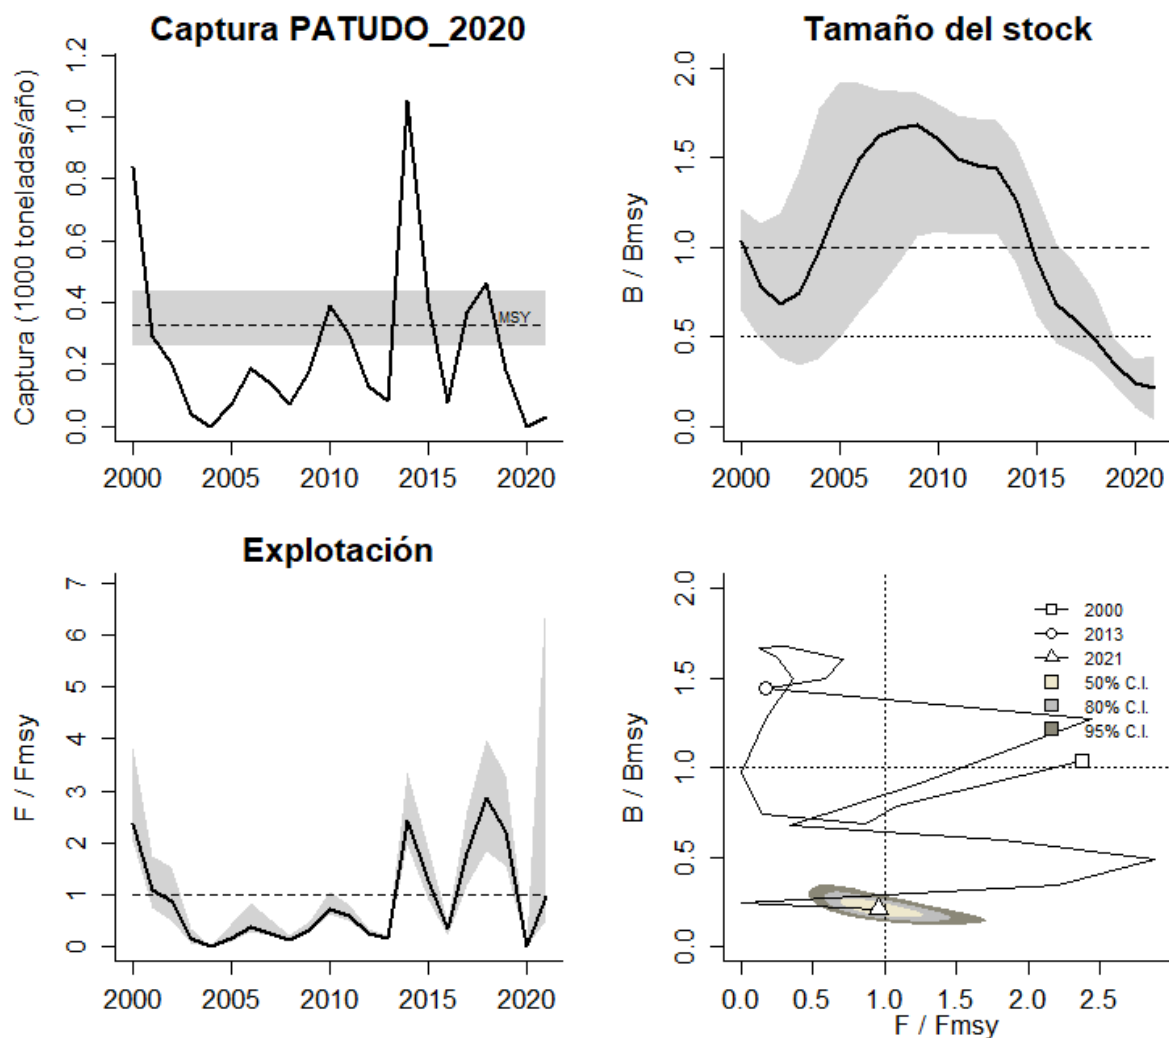 Captura PATUDO_2020
Captura (1000 toneladas/año)
1.2
1.0
0.8
0.6
0.4
0.2
0.0
MSY
2000 2005 2010 2015 2020
Tamaño del stock
B / Bmsy
2.0
1.5
1.0
0.5
0.0
2000 2005 2010 2015 2020
Explotación
F / Fmsy
7
6
5
4
3
2
1
0
2000 2005 2010 2015 2020
B / Bmsy
2.0
1.5
1.0
0.5
0.0
2000
2013
2021
50% C.I.
80% C.I.
95% C.I.
0.0 0.5 1.0 1.5 2.0 2.5
F / Fmsy